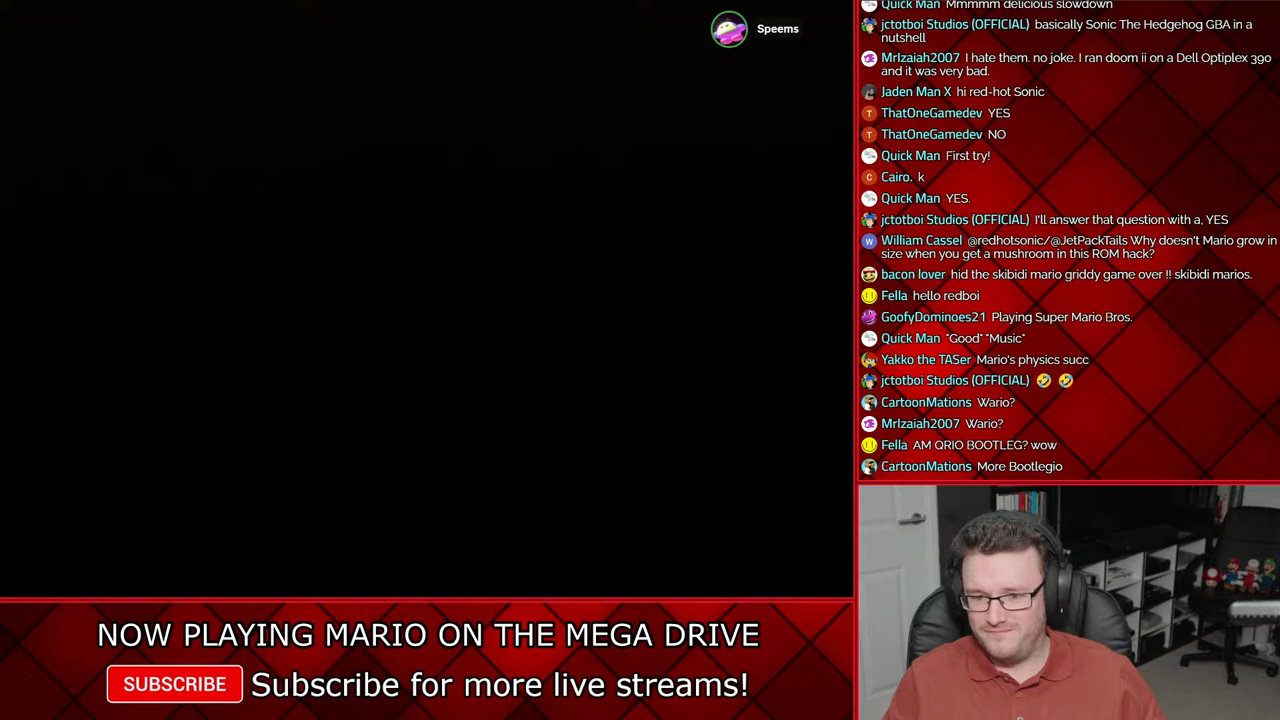 Speems
Quick Man Mmmmm delicious slowdown
jctotboi Studios (OFFICIAL) basically Sonic The Hedgehog GBA in a
nutshell
MrIzaiah2007 I hate them. no joke. I ran doom ii on a Dell Optiplex 390
and it was very bad.
Jaden Man X hi red-hot Sonic
T ThatOneGamedev YES
T ThatOneGamedev NO
Quick Man First try!
C Cairo. k
Quick Man YES.
jctotboi Studios (OFFICIAL) I'll answer that question with a, YES
W William Cassel @redhotsonic/@JetPackTails Why doesn't Mario grow in
size when you get a mushroom in this ROM hack?
bacon lover hid the skibidi mario griddy game over !! skibidi marios.
Fella hello redboi
GoofyDominoes21 Playing Super Mario Bros.
Quick Man "Good" "Music"
Yakko the TASer Mario's physics succ
jctotboi Studios (OFFICIAL) 🤣 🤣
CartoonMations Wario?
MrIzaiah2007 Wario?
Fella AM QRIO BOOTLEG? wow
CartoonMations More Bootlegio
NOW PLAYING MARIO ON THE MEGA DRIVE
SUBSCRIBE Subscribe for more live streams!